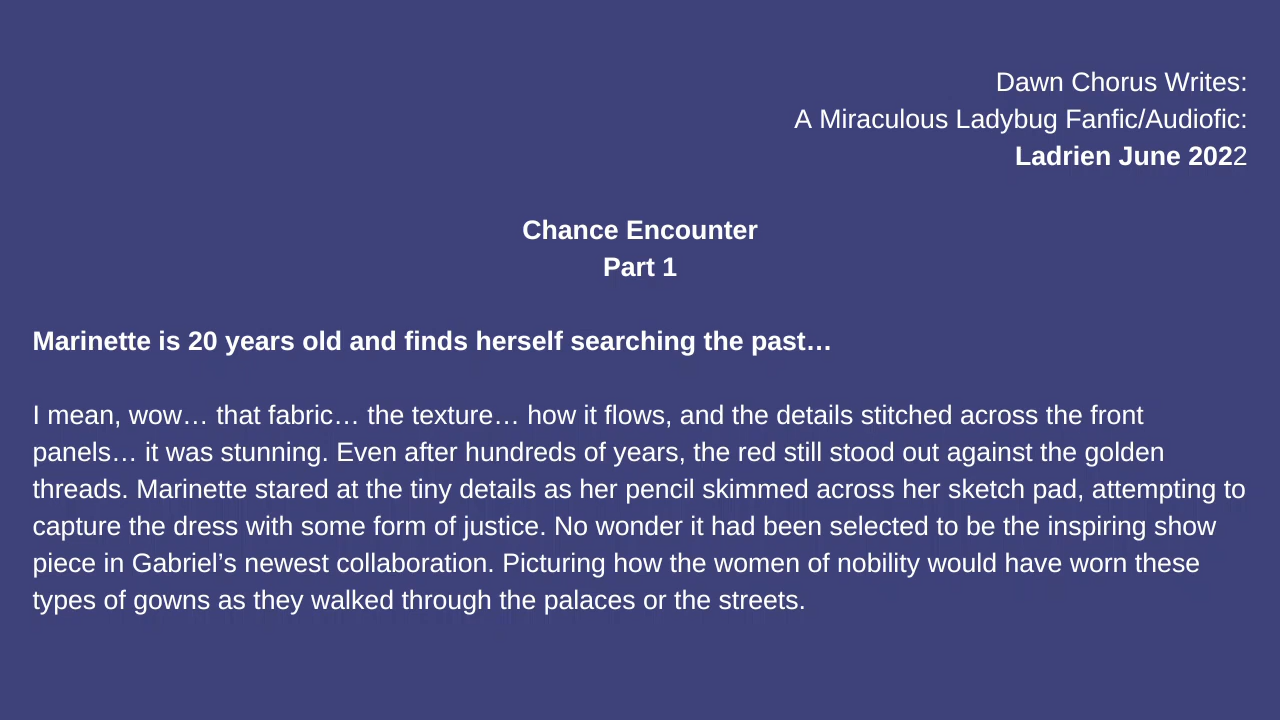 Dawn Chorus Writes:
A Miraculous Ladybug Fanfic/Audiofic:
Ladrien June 2022
Chance Encounter
Part 1
Marinette is 20 years old and finds herself searching the past…
I mean, wow… that fabric… the texture… how it flows, and the details stitched across the front
panels… it was stunning. Even after hundreds of years, the red still stood out against the golden
threads. Marinette stared at the tiny details as her pencil skimmed across her sketch pad, attempting to
capture the dress with some form of justice. No wonder it had been selected to be the inspiring show
piece in Gabriel’s newest collaboration. Picturing how the women of nobility would have worn these
types of gowns as they walked through the palaces or the streets.